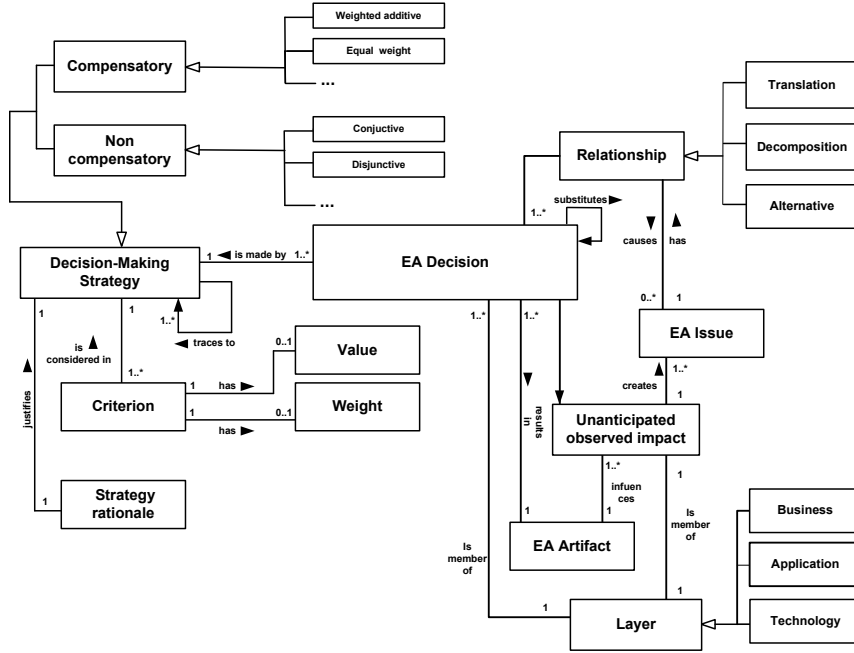 Weighted additive
Compensatory
Equal weight
...
Non
compensatory
Conjuctive
Disjunctive
...
Relationship
Translation
Decomposition
Alternative
substitutes
1..*
causes
has
0..*
1
EA Decision
1
is made by
1..*
Decision-Making
Strategy
1..*
traces to
1
1
is
considered in
1..*
justifies
Criterion
1
has
0..1
Value
1
has
0..1
Weight
1
Strategy
rationale
1..*
1..*
results
in
EA Issue
1..*
creates
1
Unanticipated
observed impact
1..*
infuen
ces
1
1
EA Artifact
1
Is
member
of
1
Is
member
of
1
1
Layer
Business
Application
Technology